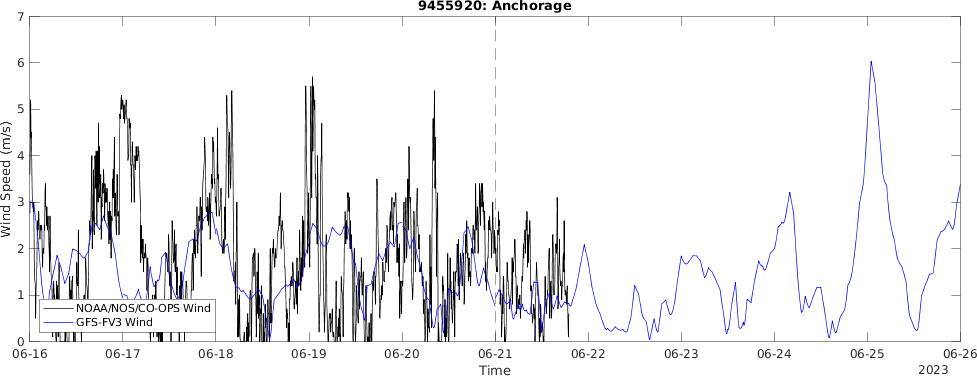 9455920: Anchorage
7
6
5
4
3
2
1
0
Wind Speed (m/s)
NOAA/NOS/CO-OPS Wind
GFS-FV3 Wind
06-16 06-17 06-18 06-19 06-20 06-21 06-22 06-23 06-24 06-25 06-26
Time
2023